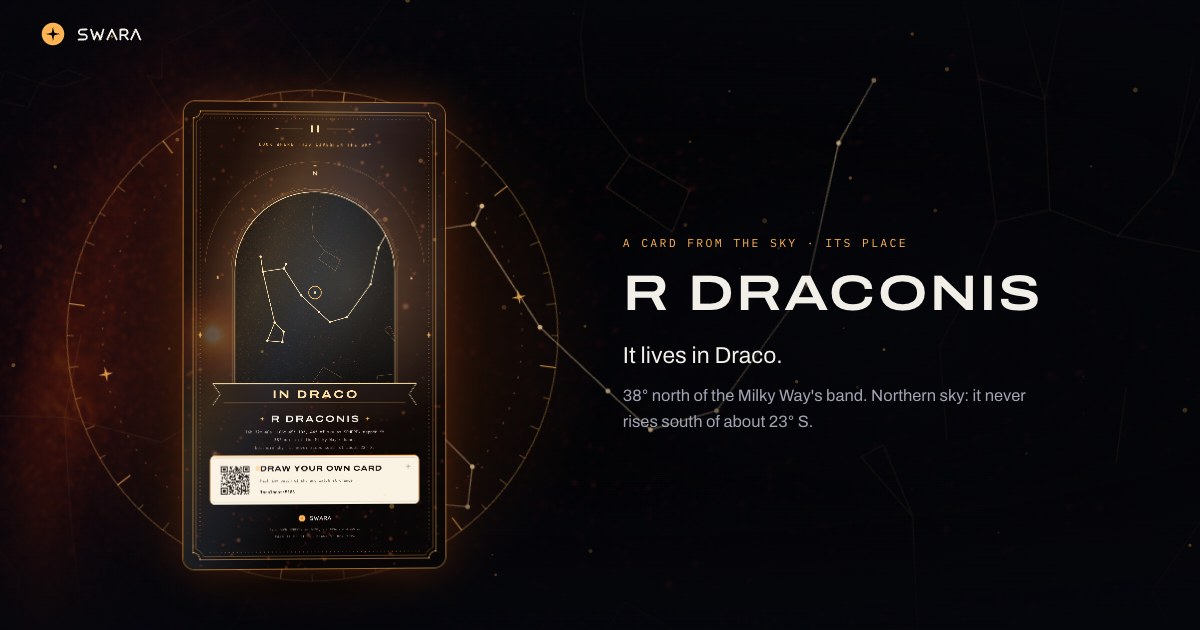 SWARA
A CARD FROM THE SKY · ITS PLACE
R DRACONIS
It lives in Draco.
38° north of the Milky Way's band. Northern sky: it never
rises south of about 23° S.
II
N
IN DRACO
R DRACONIS
DRAW YOUR OWN CARD
SWARA